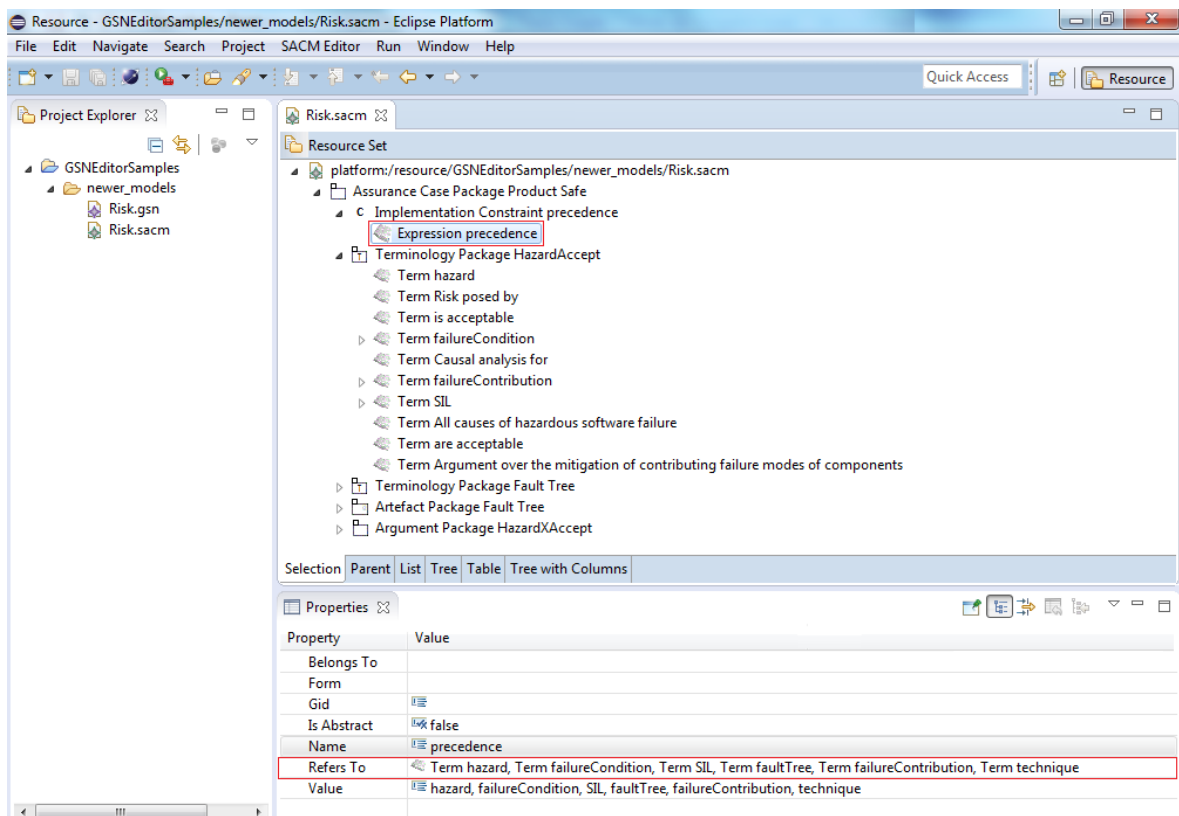 Resource - GSNEditorSamples/newer_models/Risk.sacm - Eclipse Platform
File Edit Navigate Search Project SACM Editor Run Window Help
Quick Access
Resource
Project Explorer
GSNEditorSamples
newer_models
Risk.gsn
Risk.sacm
Risk.sacm
Resource Set
platform:/resource/GSNEditorSamples/newer_models/Risk.sacm
Assurance Case Package Product Safe
C Implementation Constraint precedence
Expression precedence
T Terminology Package HazardAccept
Term hazard
Term Risk posed by
Term is acceptable
Term failureCondition
Term Causal analysis for
Term failureContribution
Term SIL
Term All causes of hazardous software failure
Term are acceptable
Term Argument over the mitigation of contributing failure modes of components
T Terminology Package Fault Tree
Artefact Package Fault Tree
Argument Package HazardXAccept
Selection Parent List Tree Table Tree with Columns
Properties
Property Value
Belongs To
Form
Gid
Is Abstract false
Name precedence
Refers To Term hazard, Term failureCondition, Term SIL, Term faultTree, Term failureContribution, Term technique
Value hazard, failureCondition, SIL, faultTree, failureContribution, technique